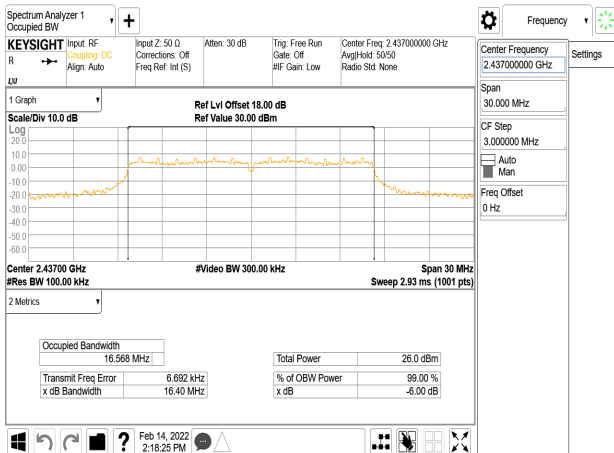 Spectrum Analyzer 1
Occupied BW
Frequency
KEYSIGHT
R
Input: RF
Coupling: DC
Align: Auto
Input Z: 50 Ω
Corrections: Off
Freq Ref: Int (S)
Atten: 30 dB
Trig: Free Run
Gate: Off
#IF Gain: Low
Center Freq: 2.437000000 GHz
Avg|Hold: 50/50
Radio Std: None
Center Frequency
2.437000000 GHz
Settings
Span
30.000 MHz
CF Step
3.000000 MHz
Auto
Man
Freq Offset
0 Hz
1 Graph
Scale/Div 10.0 dB
Ref Lvl Offset 18.00 dB
Ref Value 30.00 dBm
Log
20.0
10.0
0.00
-10.0
-20.0
-30.0
-40.0
-50.0
-60.0
Center 2.43700 GHz
#Video BW 300.00 kHz
Span 30 MHz
#Res BW 100.00 kHz
Sweep 2.93 ms (1001 pts)
2 Metrics
Occupied Bandwidth
16.568 MHz
Total Power 26.0 dBm
Transmit Freq Error 6.692 kHz
% of OBW Power 99.00 %
x dB Bandwidth 16.40 MHz
x dB -6.00 dB
?
Feb 14, 2022
2:18:25 PM